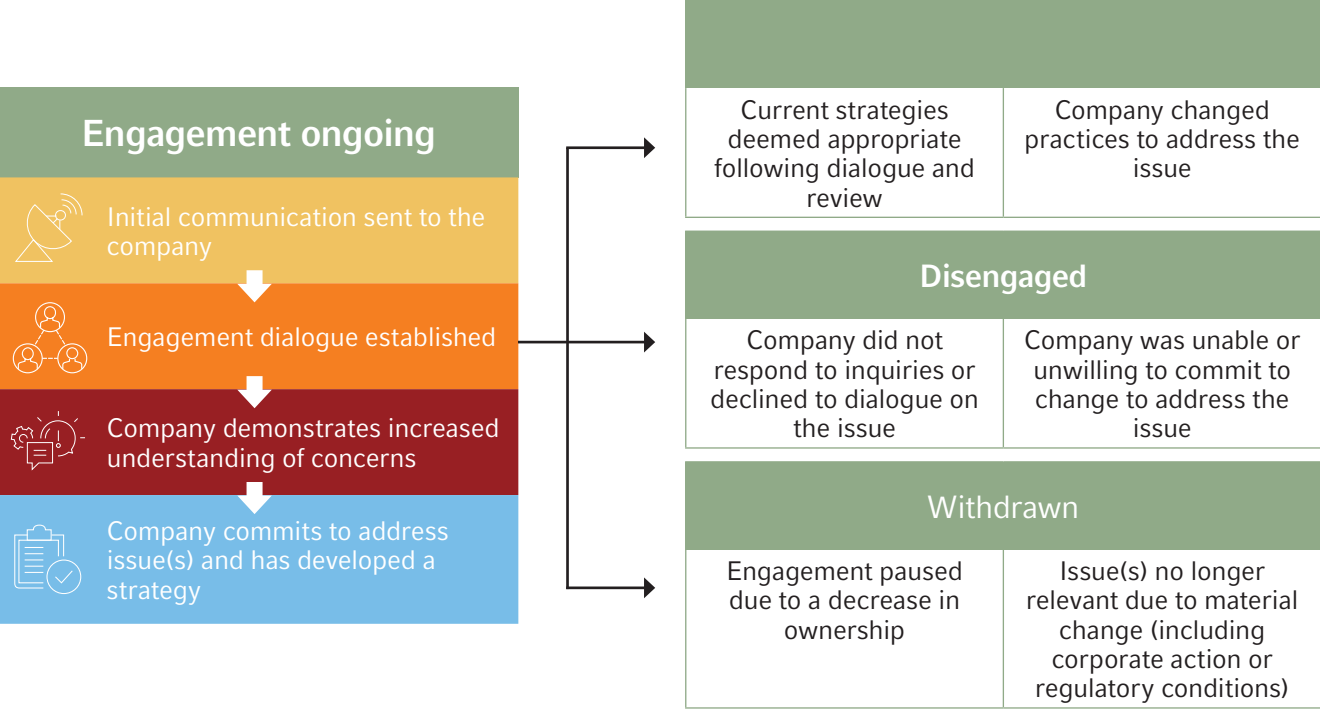 Engagement ongoing
Initial communication sent to the
company
Engagement dialogue established
Company demonstrates increased
understanding of concerns
Company commits to address
issue(s) and has developed a
strategy
Current strategies
deemed appropriate
following dialogue and
review
Company changed
practices to address the
issue
Disengaged
Company did not
respond to inquiries or
declined to dialogue on
the issue
Company was unable or
unwilling to commit to
change to address the
issue
Withdrawn
Engagement paused
due to a decrease in
ownership
Issue(s) no longer
relevant due to material
change (including
corporate action or
regulatory conditions)